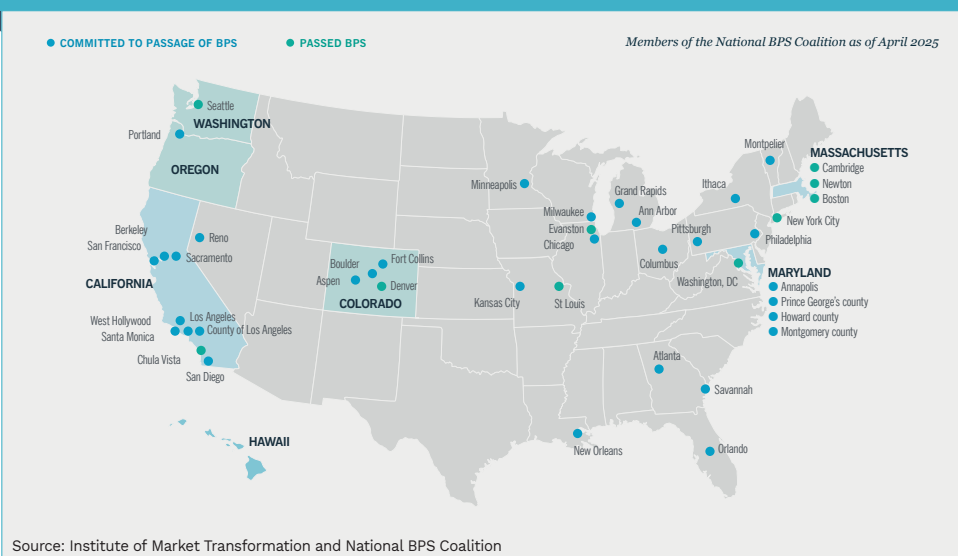 COMMITTED TO PASSAGE OF BPS
PASSED BPS
Members of the National BPS Coalition as of April 2025
Seattle
WASHINGTON
Portland
OREGON
Berkeley
San Francisco
Reno
Sacramento
CALIFORNIA
West Hollywood
Los Angeles
Santa Monica
County of Los Angeles
Chula Vista
San Diego
HAWAII
Boulder
Fort Collins
Aspen
Denver
COLORADO
Minneapolis
Milwaukee
Evanston
Chicago
Grand Rapids
Ann Arbor
Kansas City
St Louis
Columbus
Pittsburgh
Ithaca
Montpelier
MASSACHUSETTS
Cambridge
Newton
Boston
New York City
Philadelphia
Washington, DC
MARYLAND
Annapolis
Prince George's county
Howard county
Montgomery county
Atlanta
Savannah
New Orleans
Orlando
Source: Institute of Market Transformation and National BPS Coalition